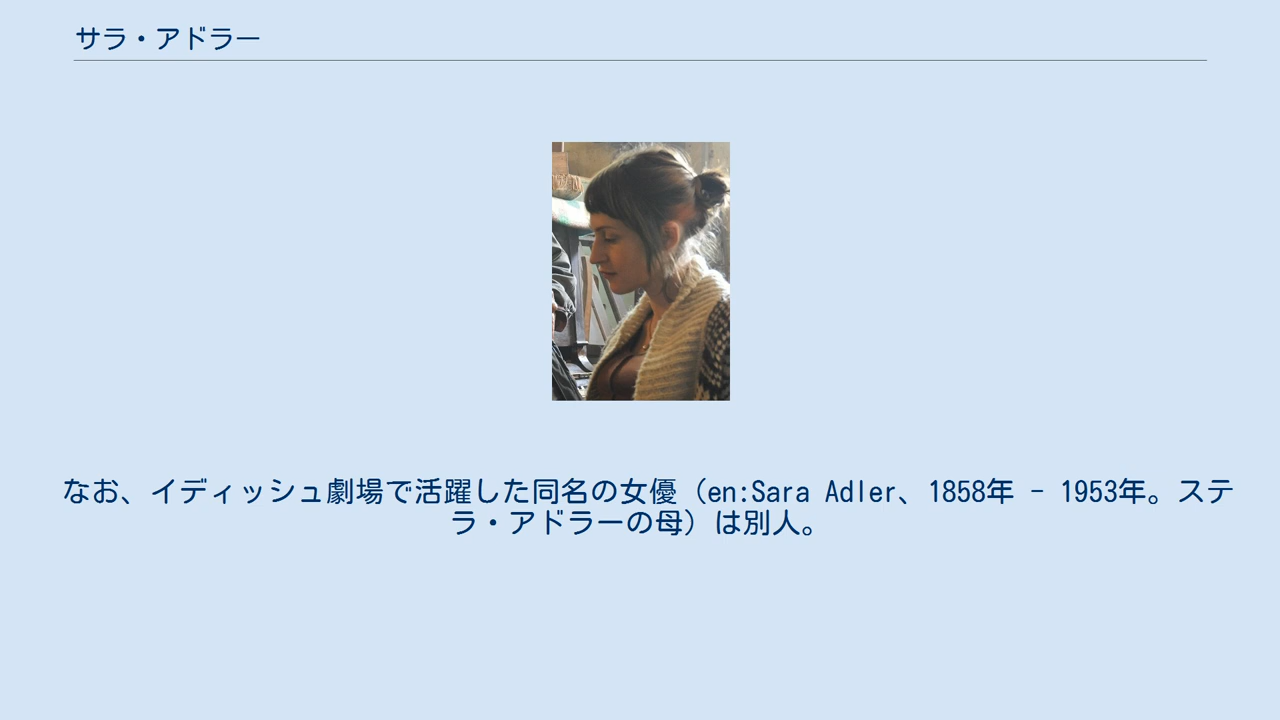 サラ・アドラー
なお、イディッシュ劇場で活躍した同名の女優（en:Sara Adler、1858年 - 1953年。ステ
ラ・アドラーの母）は別人。